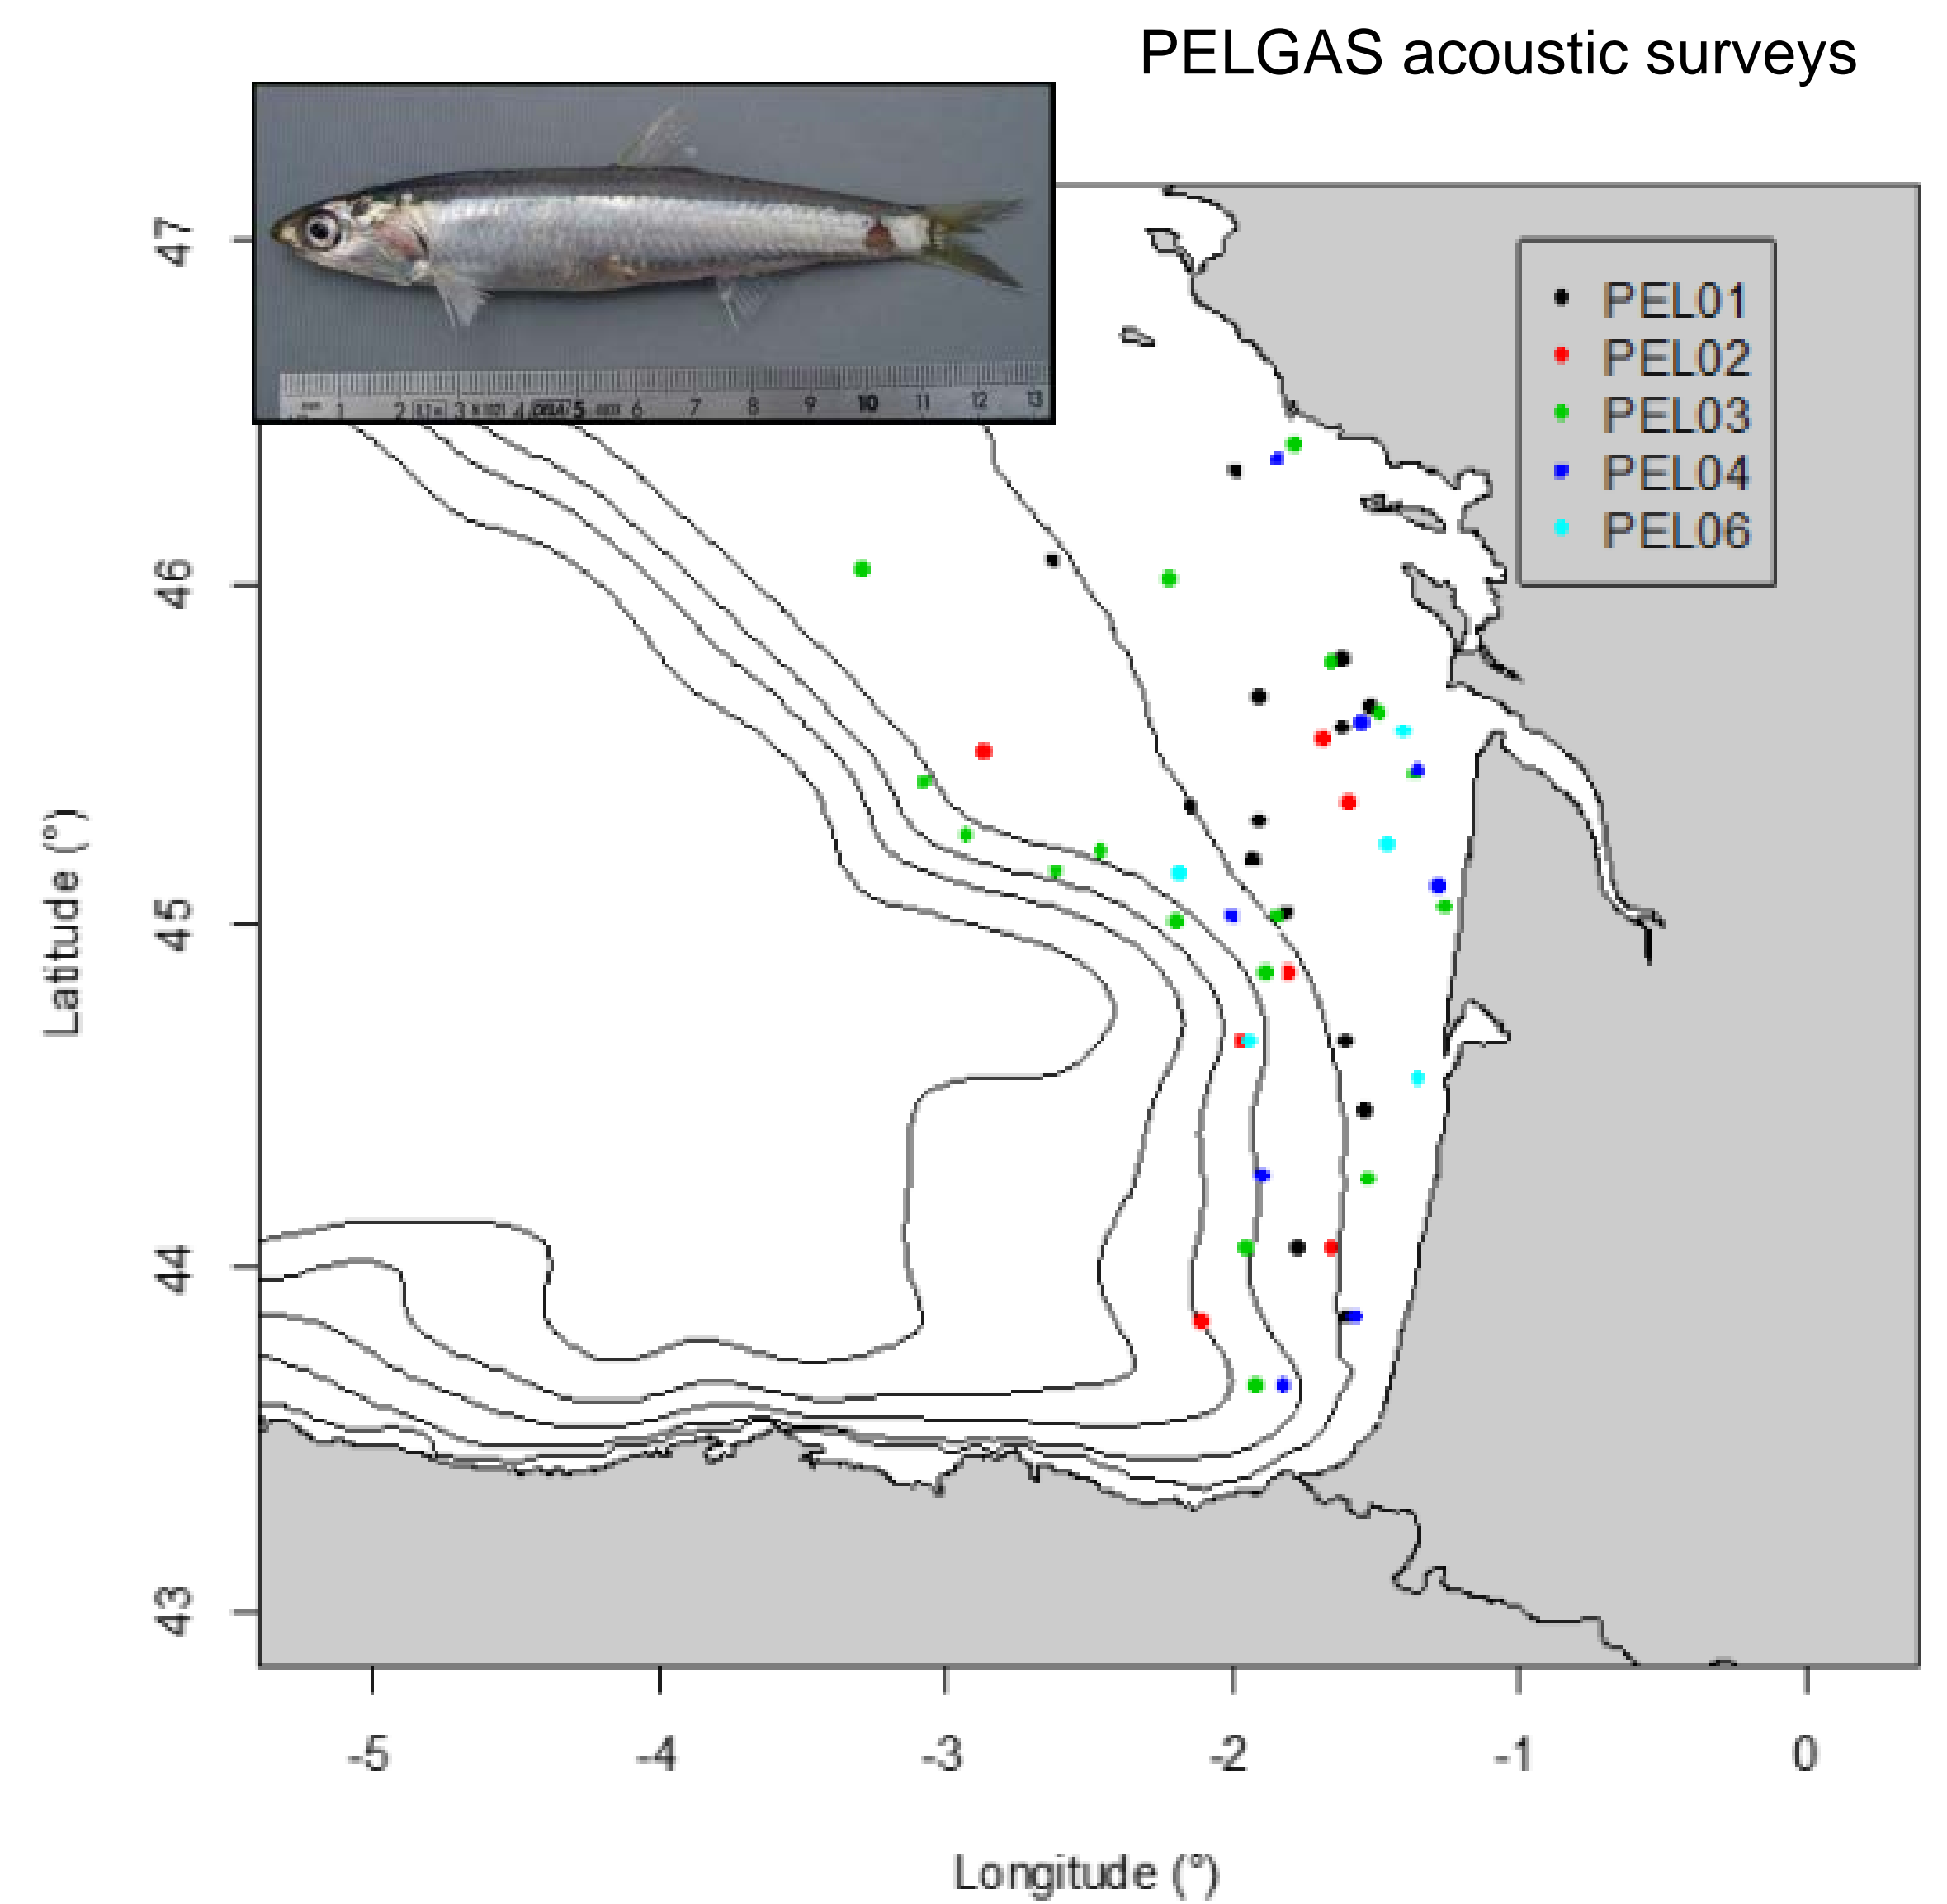 PELGAS acoustic surveys
1 2 3 4 5 6 7 8 9 10 11 12 13
PEL01
PEL02
PEL03
PEL04
PEL06
47
46
45
44
43
Latitude (°)
-5 -4 -3 -2 -1 0
Longitude (°)